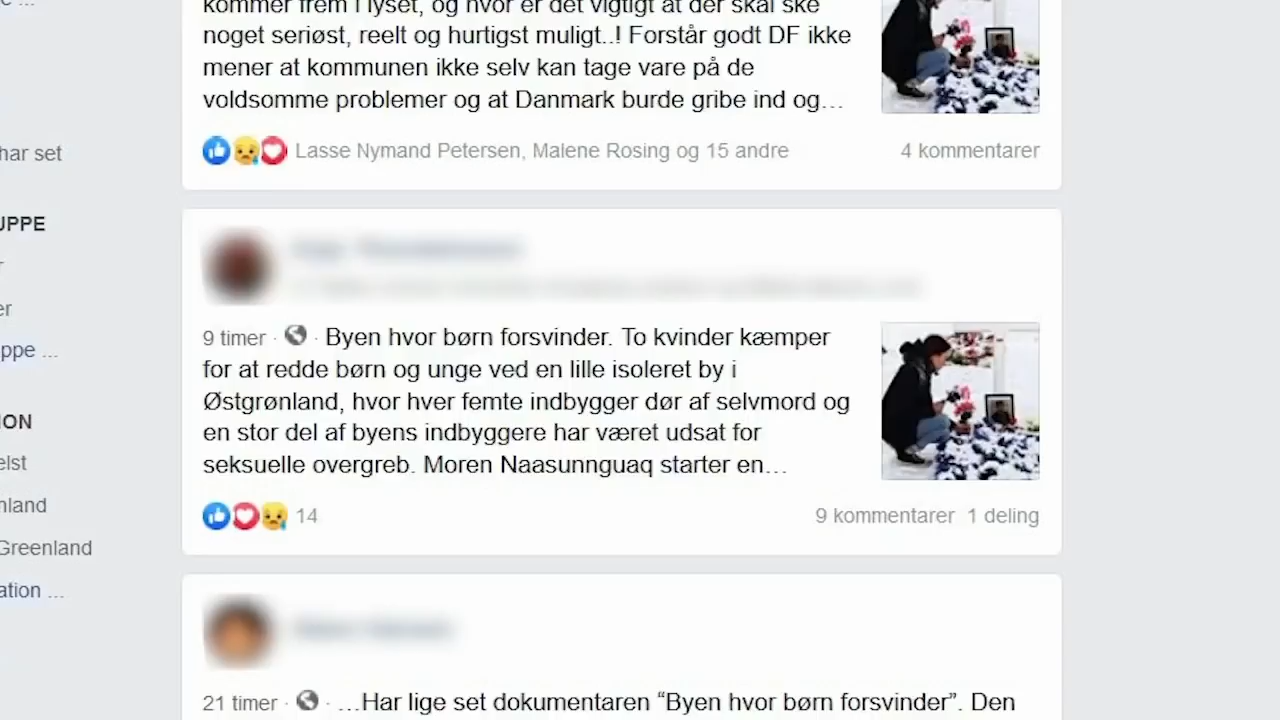 kommer frem i lyset, og hvor er det vigtigt at der skal ske
noget seriøst, reelt og hurtigst muligt..! Forstår godt DF ikke
mener at kommunen ikke selv kan tage vare på de
voldsomme problemer og at Danmark burde gribe ind og...
har set
Lasse Nymand Petersen, Malene Rosing og 15 andre
4 kommentarer
UPPE
r
er
ppe ...
9 timer · · Byen hvor børn forsvinder. To kvinder kæmper
for at redde børn og unge ved en lille isoleret by i
Østgrønland, hvor hver femte indbygger dør af selvmord og
en stor del af byens indbyggere har været udsat for
seksuelle overgreb. Moren Naasunnguaq starter en...
ION
elst
nland
Greenland
ation ...
14
9 kommentarer 1 deling
21 timer · · ...Har lige set dokumentaren “Byen hvor børn forsvinder”. Den